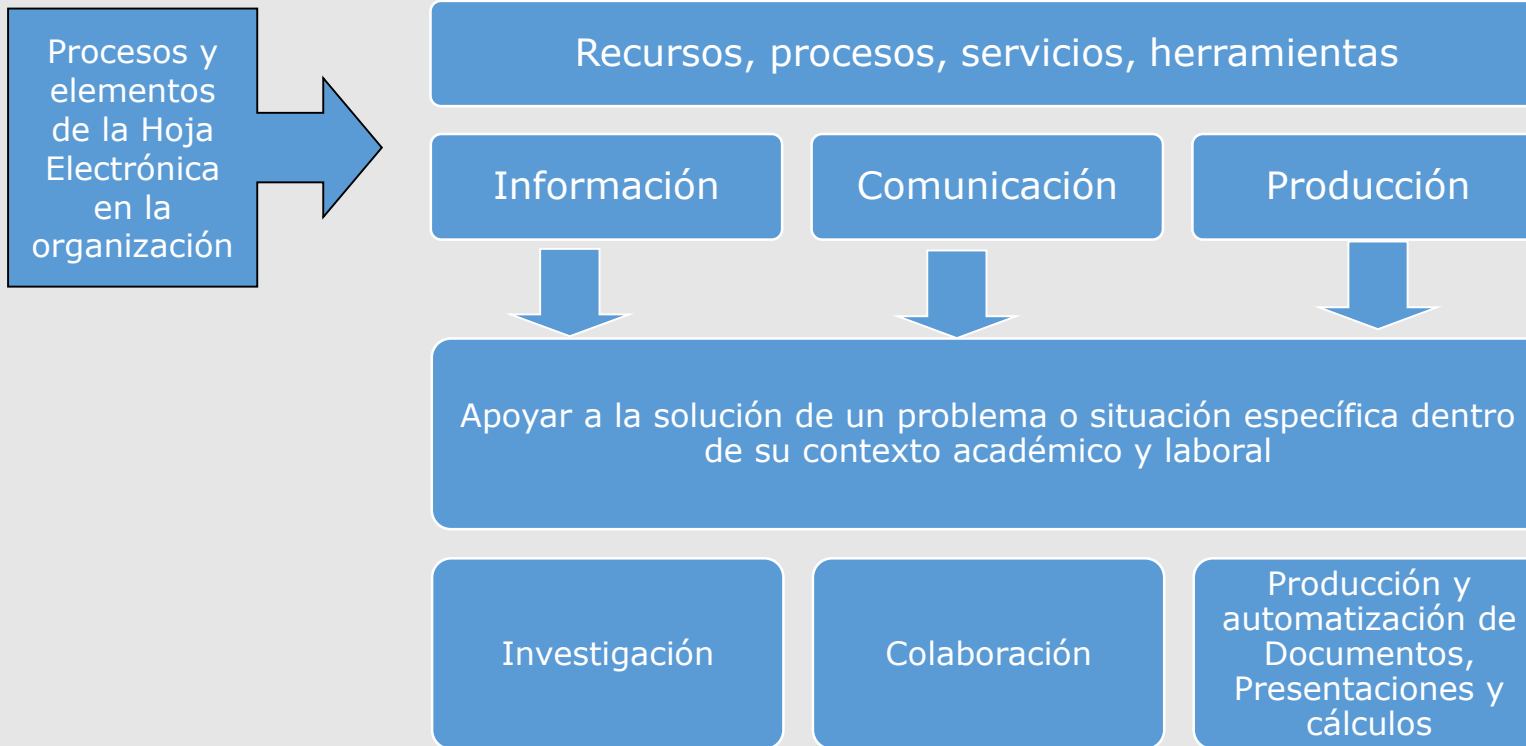 Procesos y
elementos
de la Hoja
Electrónica
en la
organización
Recursos, procesos, servicios, herramientas
Información
Comunicación
Producción
Apoyar a la solución de un problema o situación específica dentro
de su contexto académico y laboral
Investigación
Colaboración
Producción y
automatización de
Documentos,
Presentaciones y
cálculos